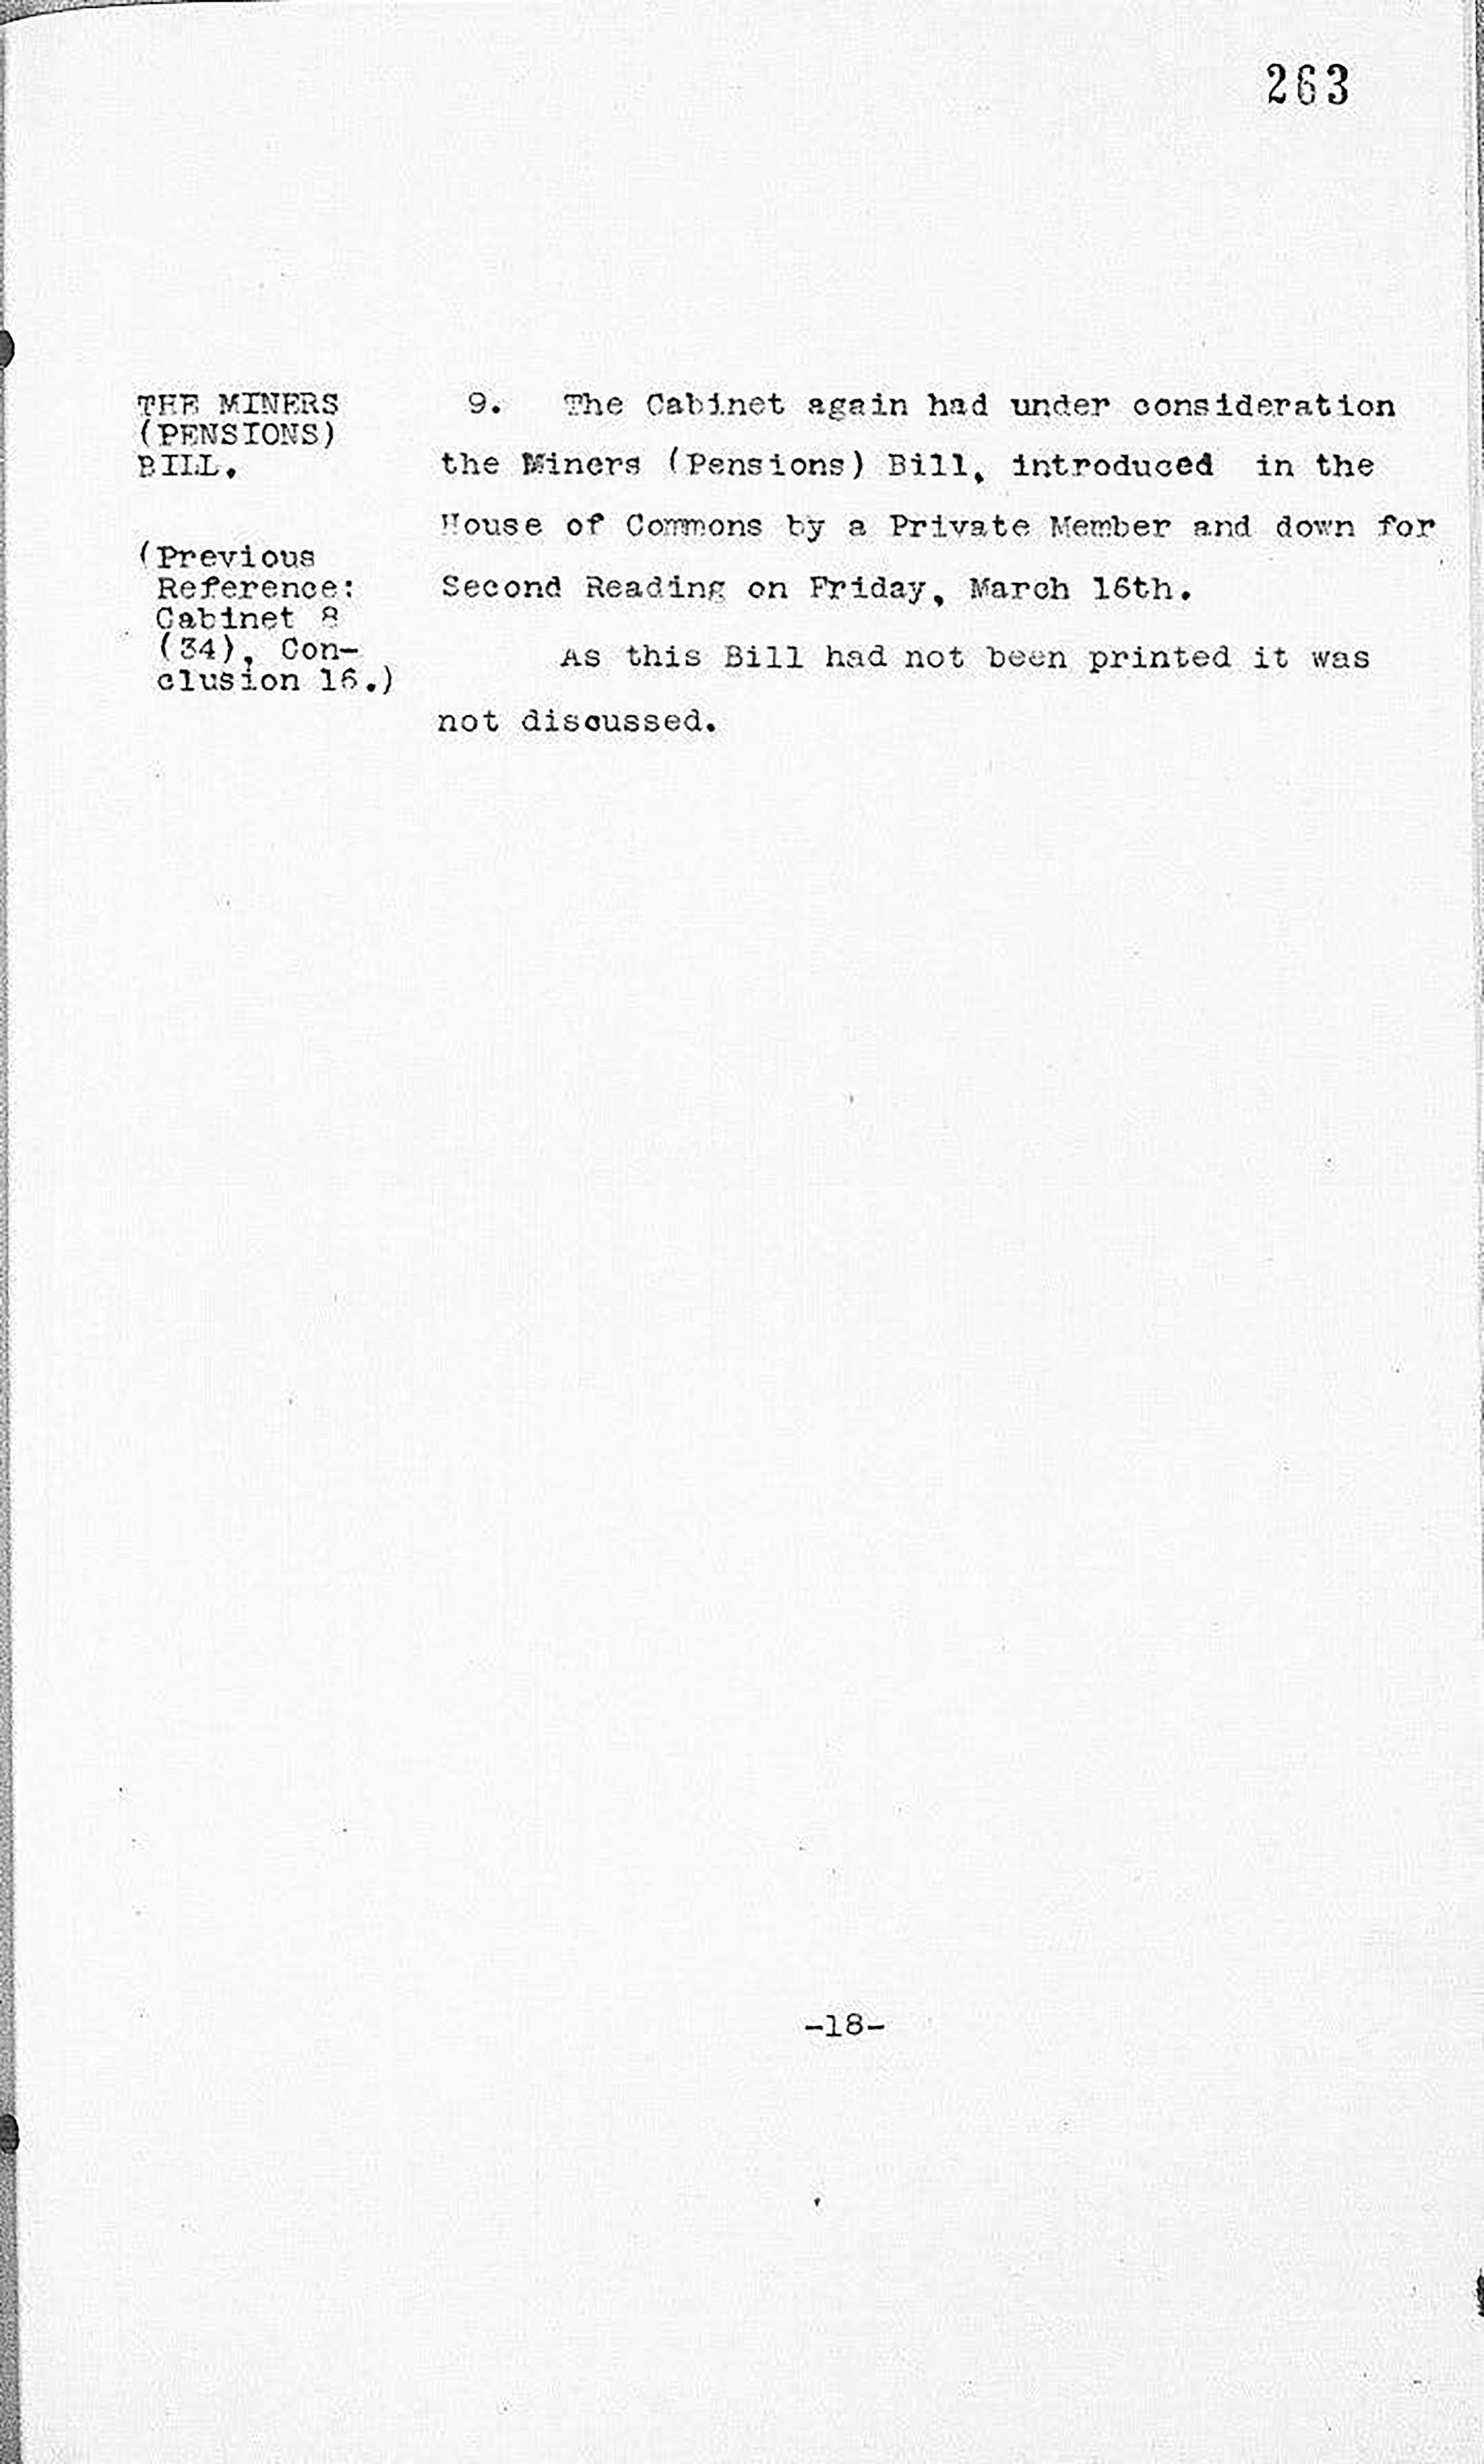 263
THE MINERS
(PENSIONS)
BILL.
(Previous
Reference:
Cabinet 8
(34), Con-
clusion 16.)
9. The Cabinet again had under consideration
the Miners (Pensions) Bill, introduced in the
House of Commons by a Private Member and down for
Second Reading on Friday, March 16th.
As this Bill had not been printed it was
not discussed.
-18-